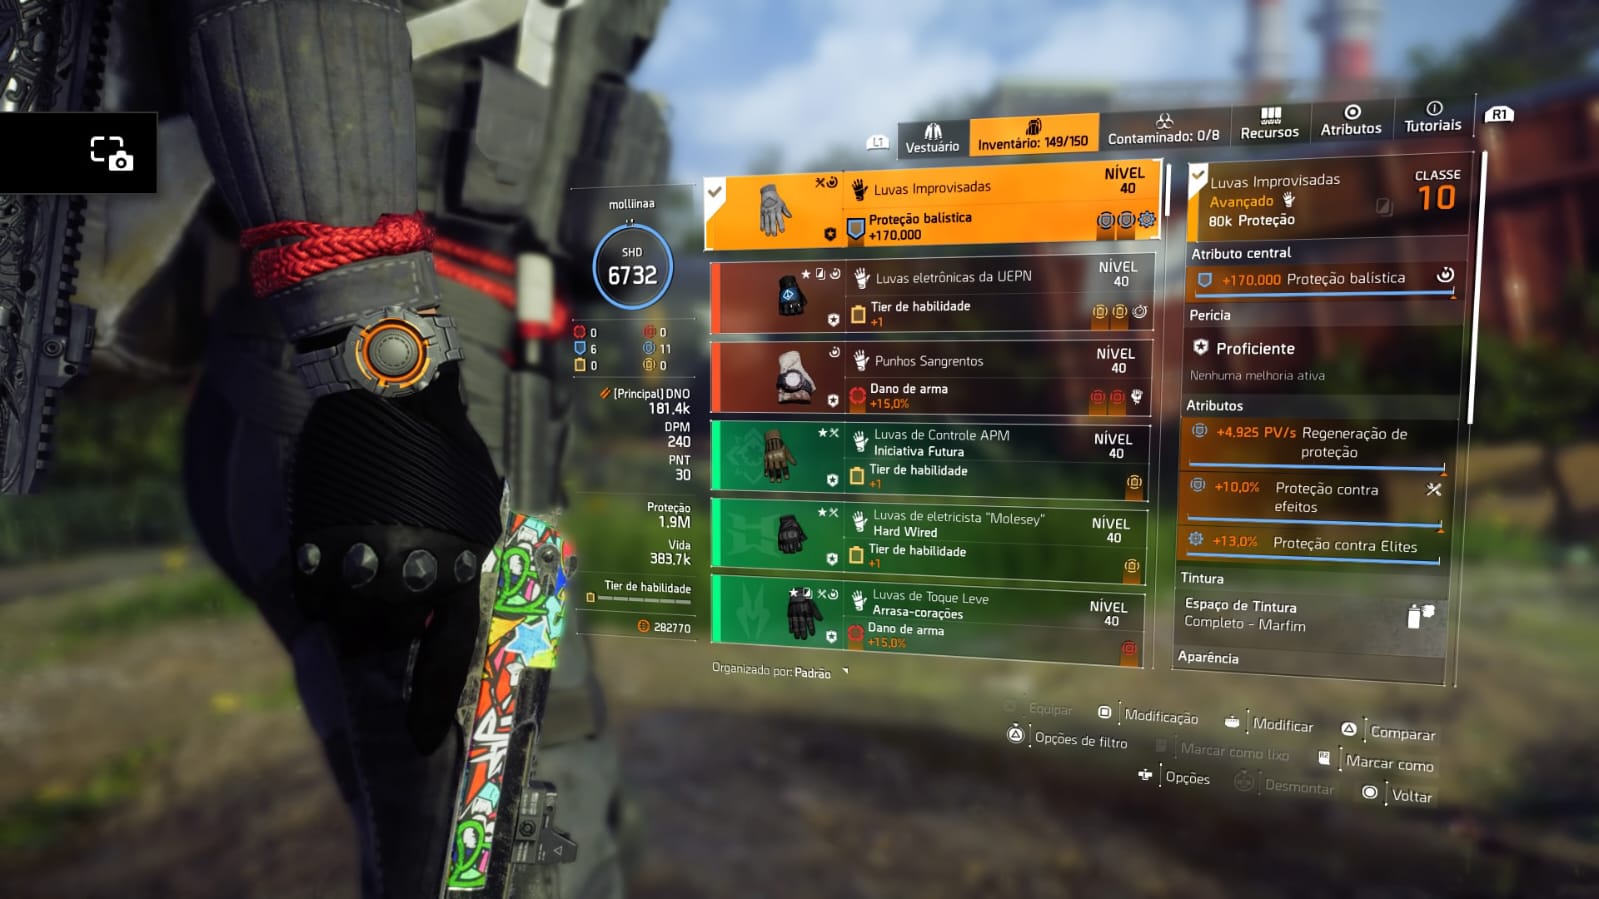 L1
Vestuário
Inventário: 149/150
Contaminado: 0/8
Recursos
Atributos
Tutoriais
R1
molliinaa
SHD
6732
0
0
6
11
0
0
[Principal] DNO
181.4k
DPM
240
PNT
30
Proteção
1.9M
Vida
383.7k
Tier de habilidade
282770
Luvas Improvisadas
NÍVEL
40
Proteção balística
+170.000
Luvas eletrônicas da UEPN
NÍVEL
40
Tier de habilidade
+1
Punhos Sangrentos
NÍVEL
40
Dano de arma
+15,0%
Luvas de Controle APM
Iniciativa Futura
NÍVEL
40
Tier de habilidade
+1
Luvas de eletricista "Molesey"
Hard Wired
NÍVEL
40
Tier de habilidade
+1
Luvas de Toque Leve
Arrasa-corações
NÍVEL
40
Dano de arma
+15,0%
Organizado por: Padrão
Luvas Improvisadas
Avançado
80k Proteção
CLASSE
10
Atributo central
+170.000 Proteção balística
Perícia
Proficiente
Nenhuma melhoria ativa
Atributos
+4.925 PV/s Regeneração de
proteção
+10,0% Proteção contra
efeitos
+13,0% Proteção contra Elites
Tintura
Espaço de Tintura
Completo - Marfim
Aparência
Equipar
Modificação
Modificar
Comparar
Opções de filtro
Marcar como lixo
Marcar como
Opções
Desmontar
Voltar